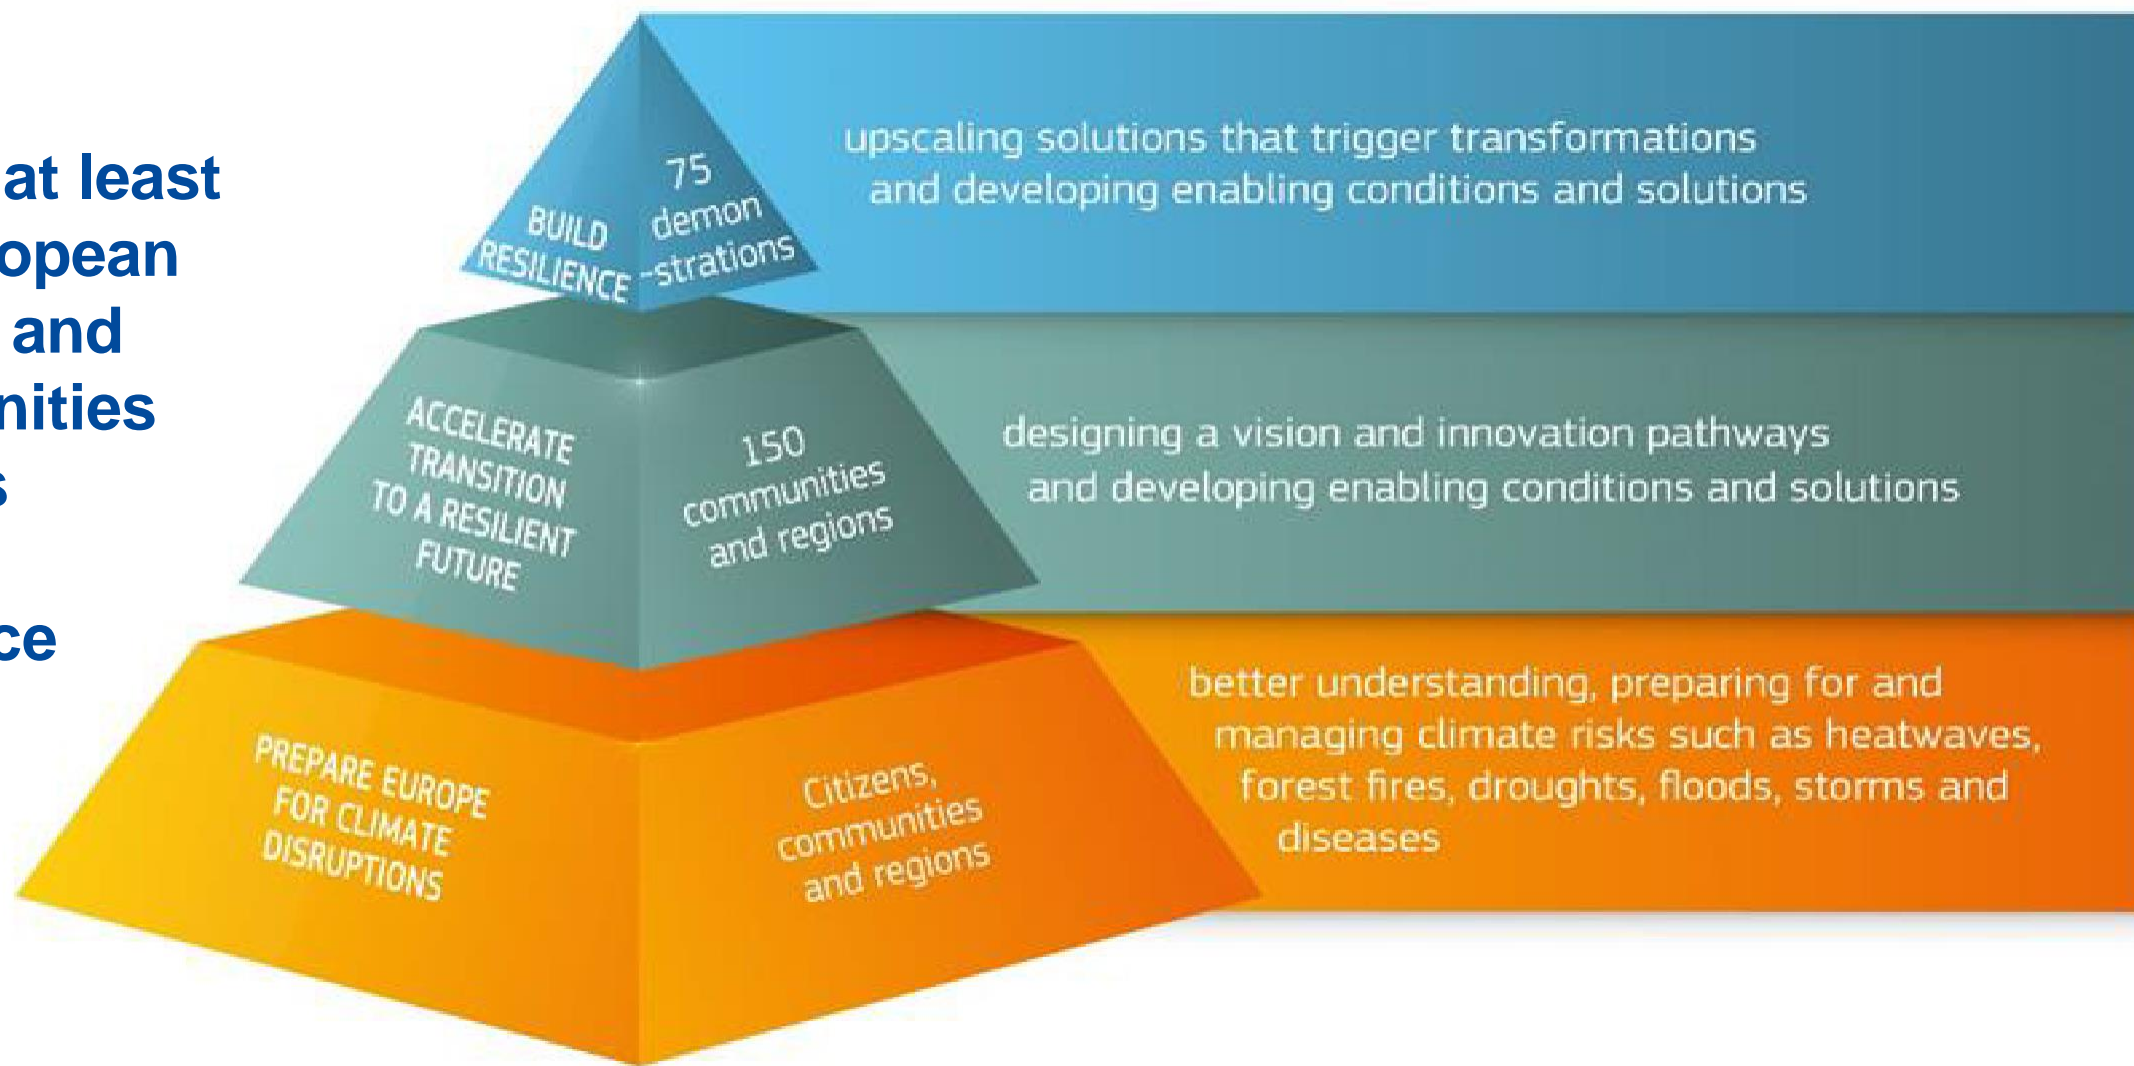 at least
opean
and
nities
s
ce
BUILD
RESILIENCE
75
demon
-strations
upscaling solutions that trigger transformations
and developing enabling conditions and solutions
ACCELERATE
TRANSITION
TO A RESILIENT
FUTURE
150
communities
and regions
designing a vision and innovation pathways
and developing enabling conditions and solutions
PREPARE EUROPE
FOR CLIMATE
DISRUPTIONS
Citizens,
communities
and regions
better understanding, preparing for and
managing climate risks such as heatwaves,
forest fires, droughts, floods, storms and
diseases